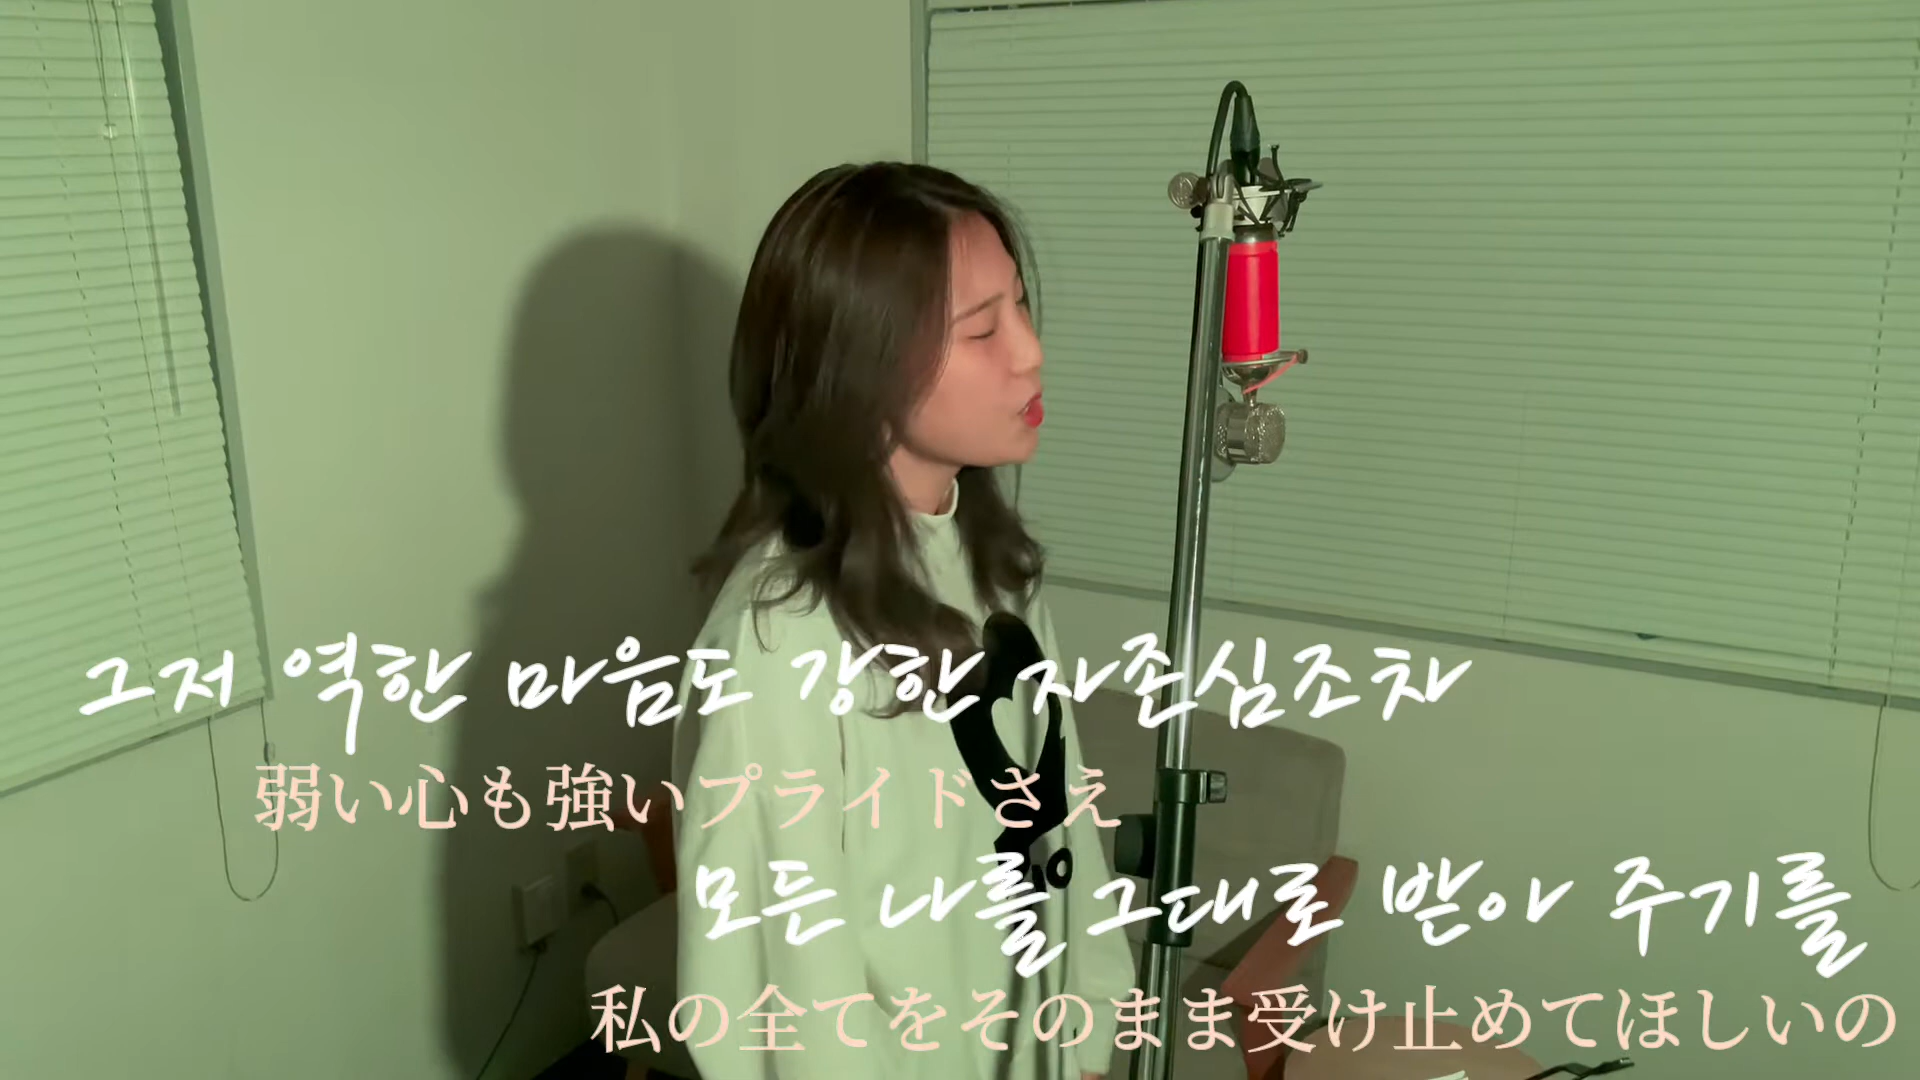 그저 역한 마음도 강한 자존심조차
弱い心も強いプライドさえ
모든 나를 그대로 받아 주기를
私の全てをそのまま受け止めてほしいの